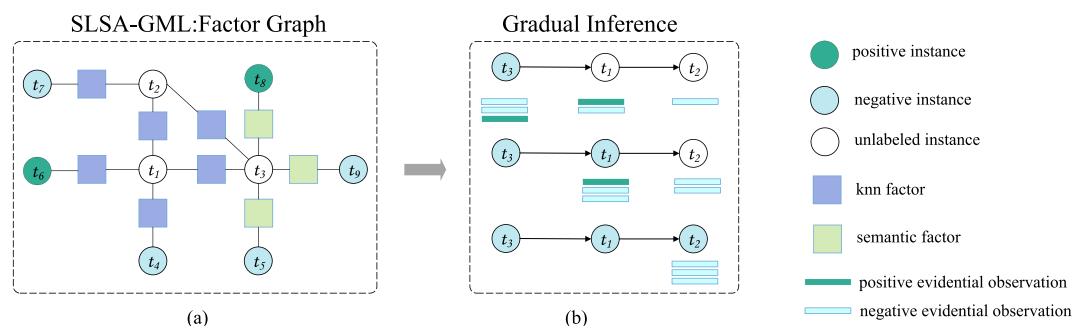 SLSA-GML:Factor Graph
Gradual Inference
t7
t2
t8
t6
t1
t3
t9
t4
t5
(a)
t3
t1
t2
t3
t1
t2
t3
t1
t2
(b)
positive instance
negative instance
unlabeled instance
knn factor
semantic factor
positive evidential observation
negative evidential observation